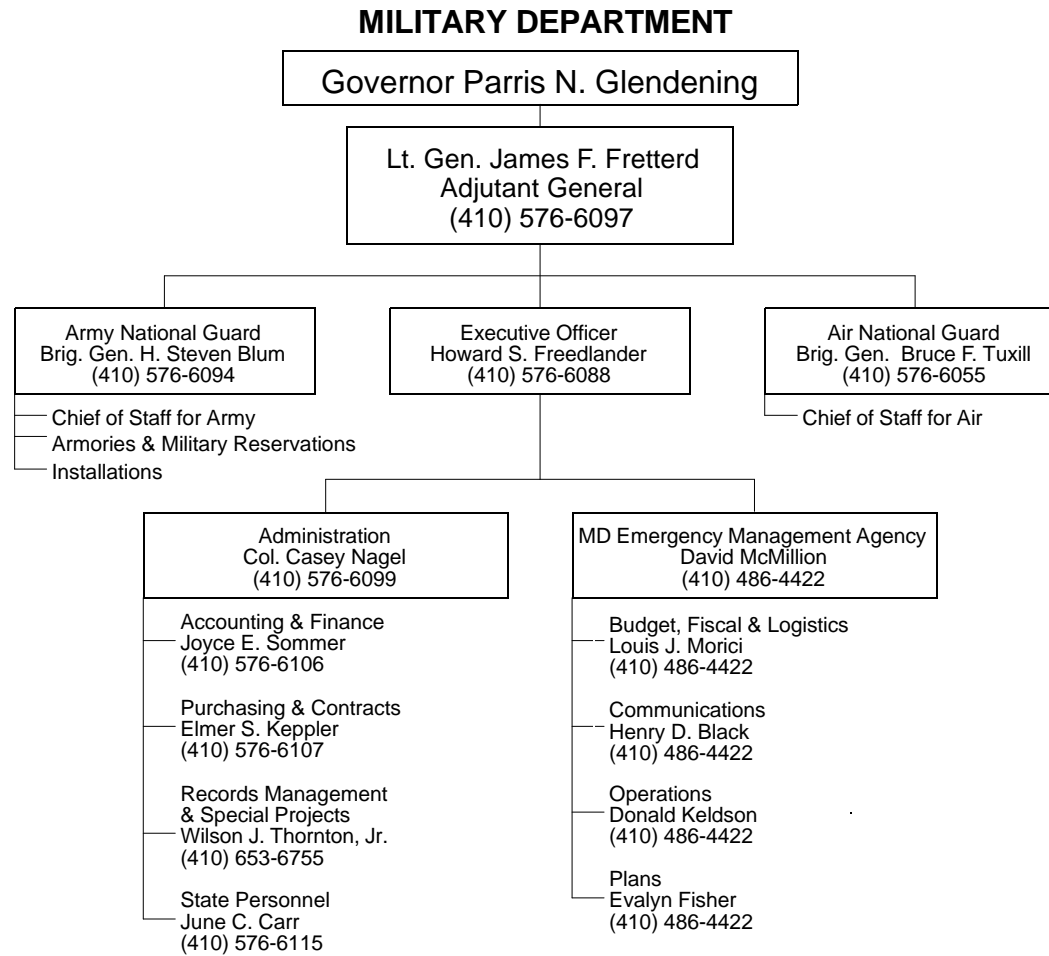 MILITARY DEPARTMENT
Governor Parris N. Glendening
Lt. Gen. James F. Fretterd
Adjutant General
(410) 576-6097
Army National Guard
Brig. Gen. H. Steven Blum
(410) 576-6094
Chief of Staff for Army
Armories & Military Reservations
Installations
Executive Officer
Howard S. Freedlander
(410) 576-6088
Air National Guard
Brig. Gen. Bruce F. Tuxill
(410) 576-6055
Chief of Staff for Air
Administration
Col. Casey Nagel
(410) 576-6099
Accounting & Finance
Joyce E. Sommer
(410) 576-6106
Purchasing & Contracts
Elmer S. Keppler
(410) 576-6107
Records Management
& Special Projects
Wilson J. Thornton, Jr.
(410) 653-6755
State Personnel
June C. Carr
(410) 576-6115
MD Emergency Management Agency
David McMillion
(410) 486-4422
Budget, Fiscal & Logistics
Louis J. Morici
(410) 486-4422
Communications
Henry D. Black
(410) 486-4422
Operations
Donald Keldson
(410) 486-4422
Plans
Evalyn Fisher
(410) 486-4422